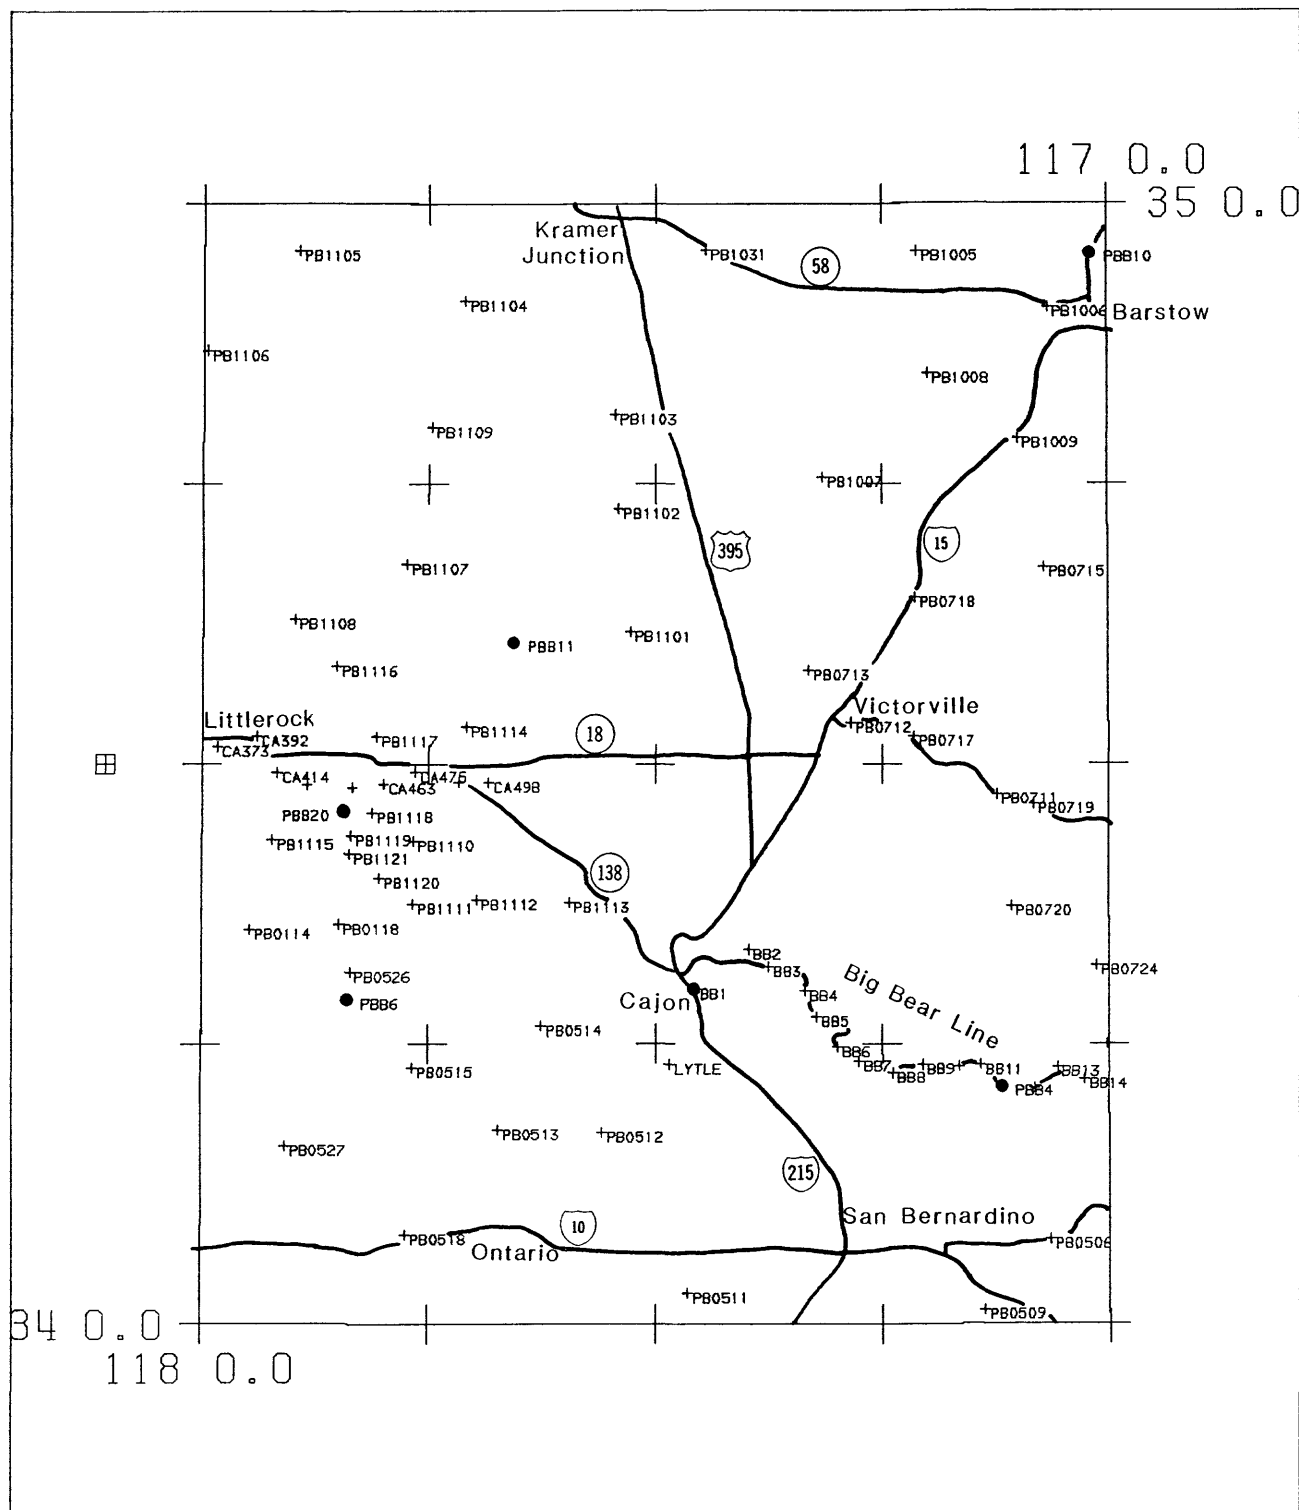 117 0.0
35 0.0
Kramer
Junction
PB1105
PB1031
58
PB1005
PBB10
PB1104
PB1006
Barstow
PB1106
PB1008
PB1103
PB1109
PB1009
PB1007
PB1102
395
15
PB1107
PB0715
PB0718
PB1108
PB1101
PBB11
PB1116
PB0713
Littlerock
Victorville
CA392
PB1117
PB1114
18
PB0712
PB0717
CA373
CA414
CA475
CA463
CA498
PB0711
PB0719
PBB20
PB1118
PB1115
PB1119
PB1110
PB1121
138
PB1120
PB1111
PB1112
PB1113
PB0720
PB0114
PB0118
BB2
BB3
Big Bear Line
PB0724
PB0526
PBB6
Cajon
BB1
BB4
BB5
PB0514
BB6
PB0515
LYTLE
BB7
BB8
BB9
BB11
PBB4
BB13
BB14
PB0513
PB0512
PB0527
215
San Bernardino
10
PB0518
Ontario
PB0506
PB0511
PB0509
34 0.0
118 0.0